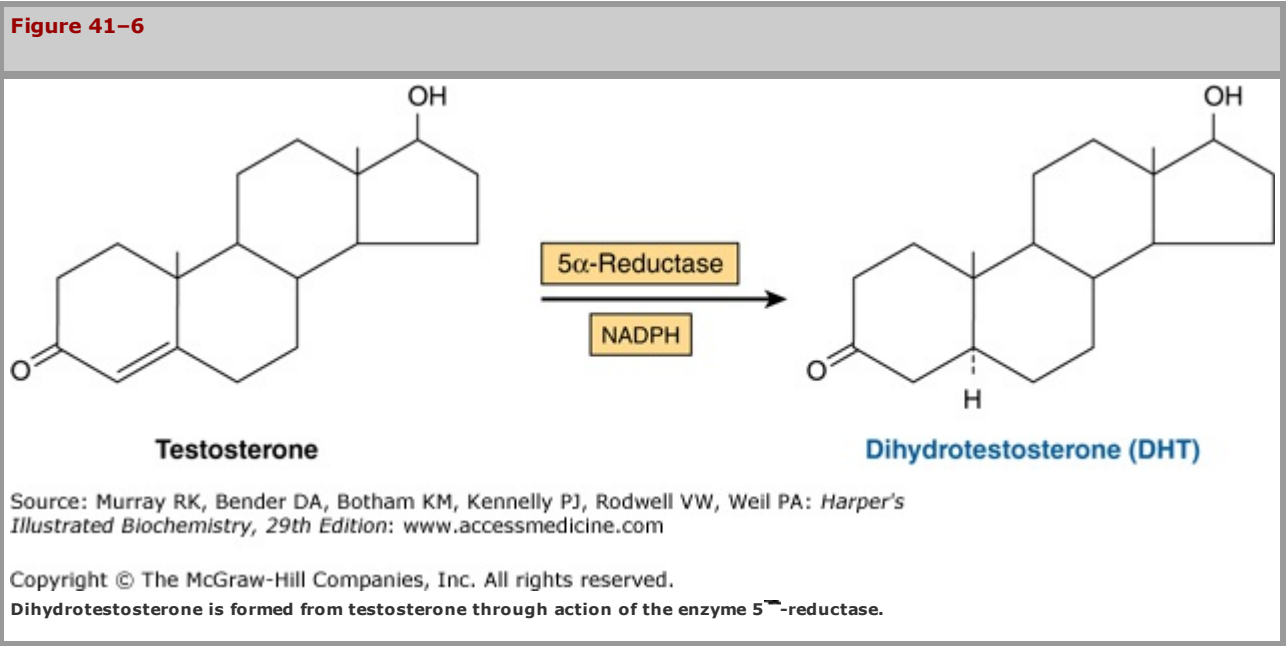 Figure 41–6
OH
OH
5α-Reductase
NADPH
O
O
H
Testosterone
Dihydrotestosterone (DHT)
Source: Murray RK, Bender DA, Botham KM, Kennelly PJ, Rodwell VW, Weil PA: Harper's
Illustrated Biochemistry, 29th Edition: www.accessmedicine.com
Copyright © The McGraw-Hill Companies, Inc. All rights reserved.
Dihydrotestosterone is formed from testosterone through action of the enzyme 5 -reductase.